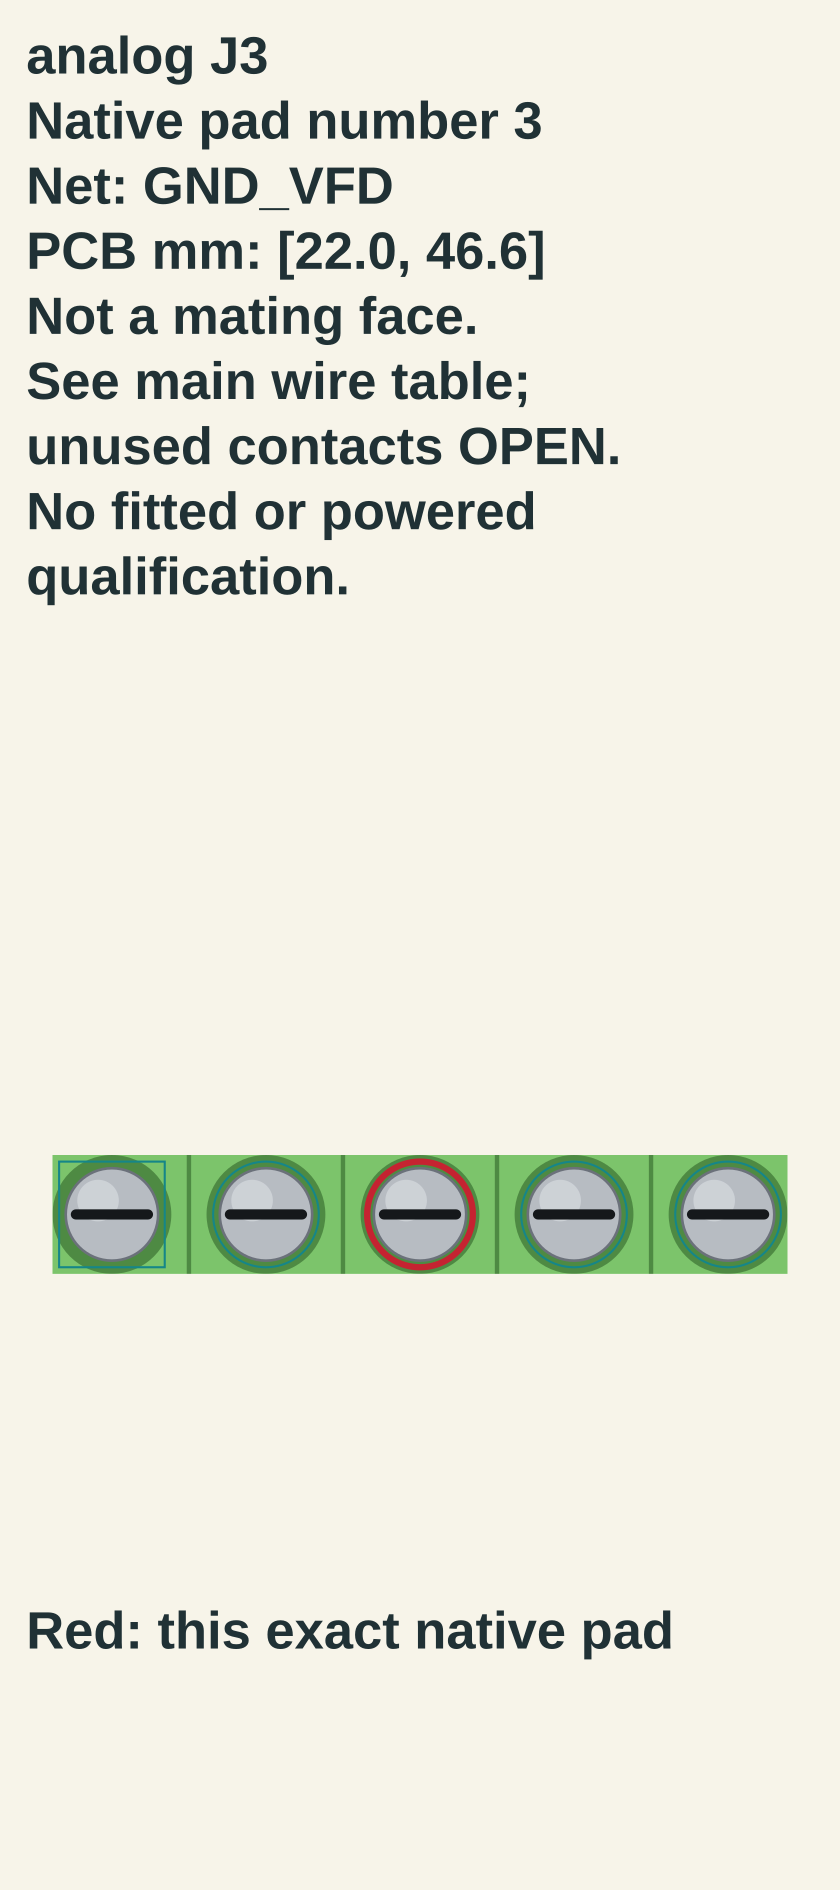 analog J3
Native pad number 3
Net: GND_VFD
PCB mm: [22.0, 46.6]
Not a mating face.
See main wire table;
unused contacts OPEN.
No fitted or powered
qualification.
Red: this exact native pad